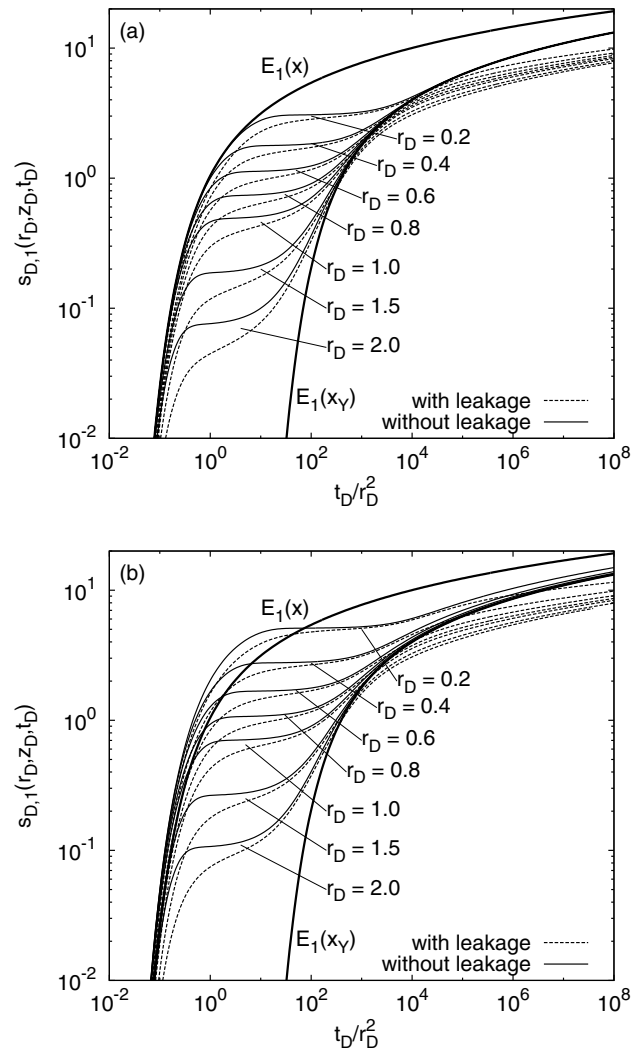 (a)
10^1
10^0
10^-1
10^-2
s_D,1(r_D,z_D,t_D)
E_1(x)
r_D = 0.2
r_D = 0.4
r_D = 0.6
r_D = 0.8
r_D = 1.0
r_D = 1.5
r_D = 2.0
E_1(x_Y)
with leakage
without leakage
10^-2 10^0 10^2 10^4 10^6 10^8
t_D/r_D^2
(b)
10^1
10^0
10^-1
10^-2
s_D,1(r_D,z_D,t_D)
E_1(x)
r_D = 0.2
r_D = 0.4
r_D = 0.6
r_D = 0.8
r_D = 1.0
r_D = 1.5
r_D = 2.0
E_1(x_Y)
with leakage
without leakage
10^-2 10^0 10^2 10^4 10^6 10^8
t_D/r_D^2